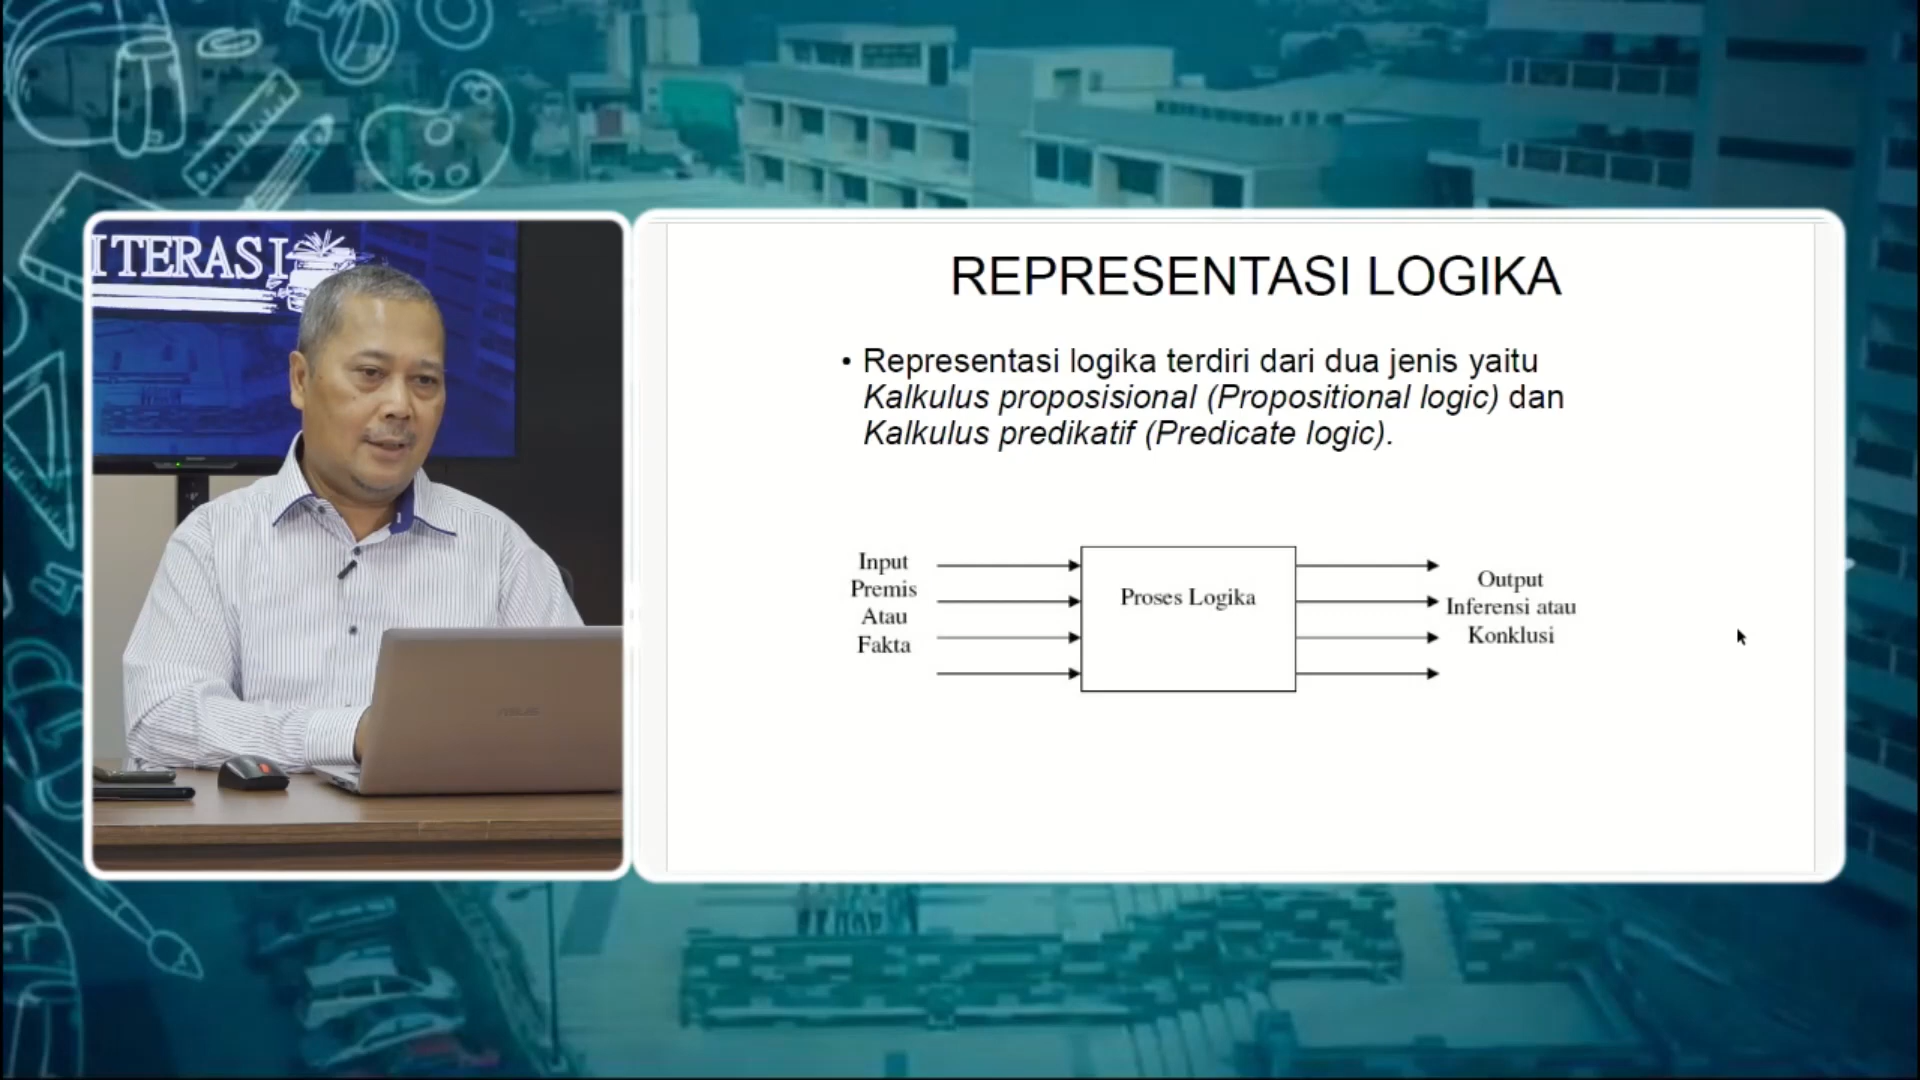 ITERASI
REPRESENTASI LOGIKA
• Representasi logika terdiri dari dua jenis yaitu
Kalkulus proposisional (Propositional logic) dan
Kalkulus predikatif (Predicate logic).
Input
Premis
Atau
Fakta
Proses Logika
Output
Inferensi atau
Konklusi
ASUS